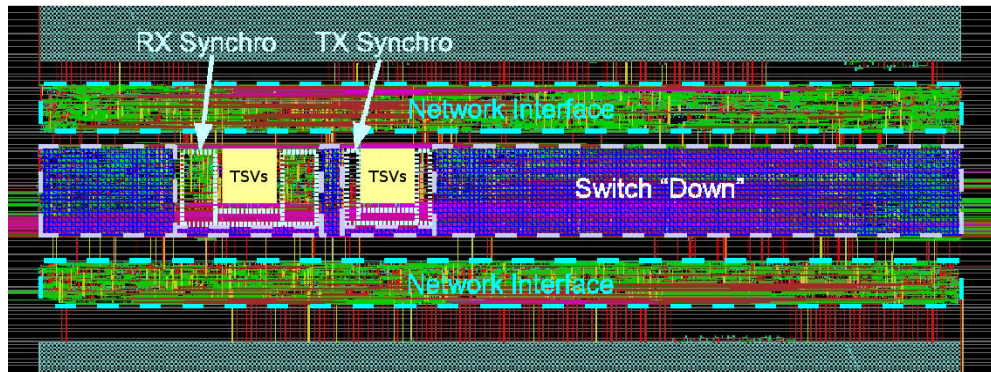 RX Synchro TX Synchro
Network Interface
TSVs TSVs Switch “Down”
Network Interface